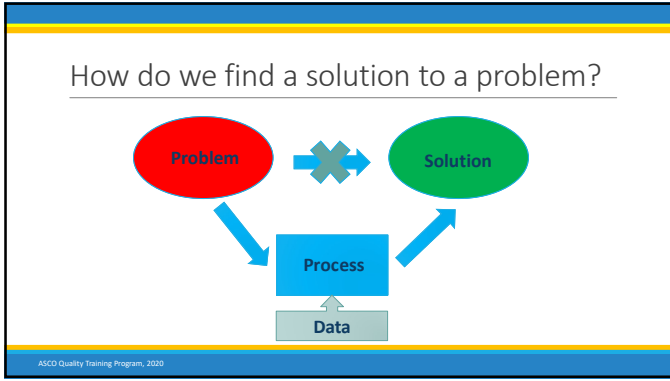 How do we find a solution to a problem?
Problem
Solution
Process
Data
ASCO Quality Training Program, 2020